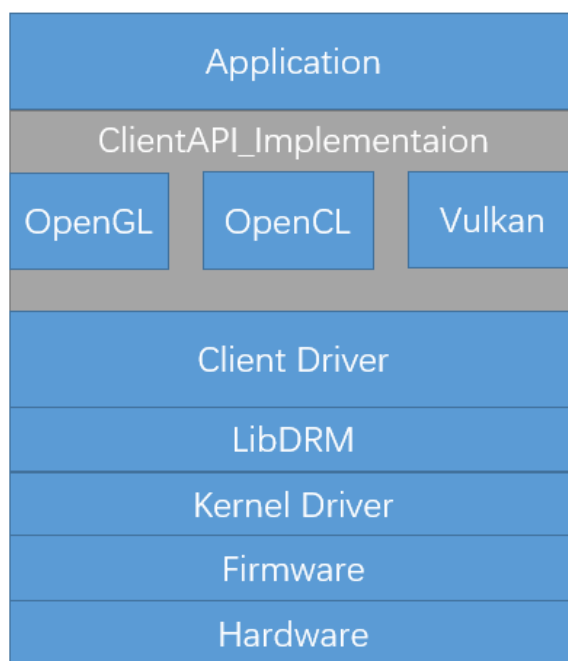 Application
ClientAPI_Implementaion
OpenGL OpenCL Vulkan
Client Driver
LibDRM
Kernel Driver
Firmware
Hardware